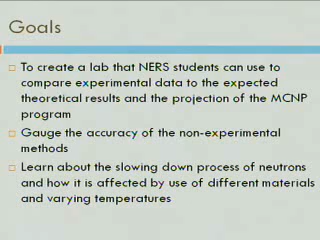 Goals
To create a lab that NERS students can use to
compare experimental data to the expected
theoretical results and the projection of the MCNP
program
Gauge the accuracy of the non-experimental
methods
Learn about the slowing down process of neutrons
and how it is affected by use of different materials
and varying temperatures